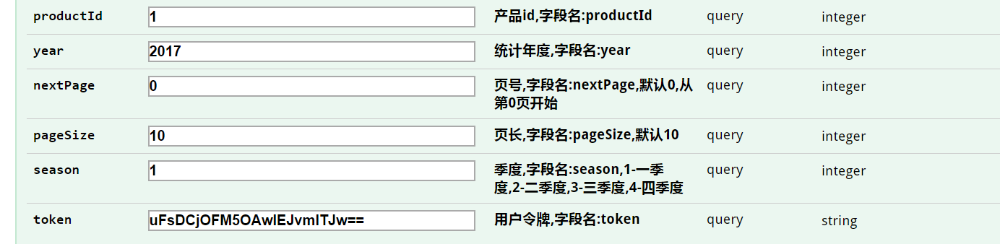 productId 1 产品id,字段名:productId query integer
year 2017 统计年度,字段名:year query integer
nextPage 0 页号,字段名:nextPage,默认0,从 query integer
第0页开始
pageSize 10 页长,字段名:pageSize,默认10 query integer
season 1 季度,字段名:season,1-一季 query integer
度,2-二季度,3-三季度,4-四季度
token uFsDCjOFM5OAwlEJvmITJw== 用户令牌,字段名:token query string